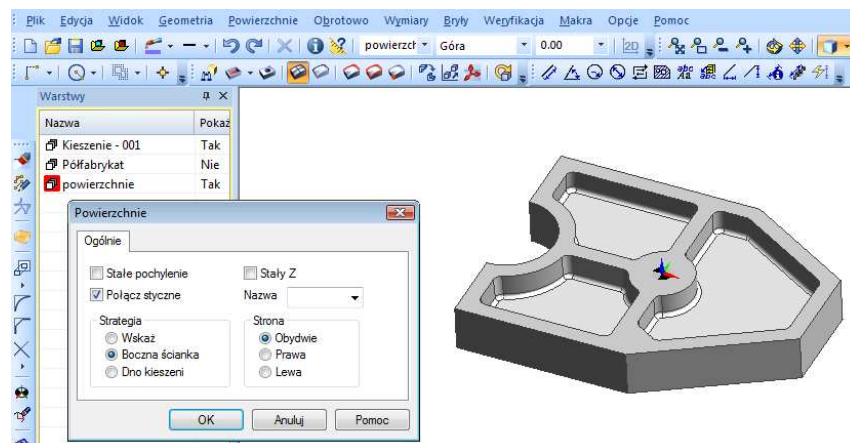 Plik Edycja Widok Geometria Powierzchnie Obrotowo Wymiary Bryły Weryfikacja Makra Opcje Pomoc
powierzch Góra 0.00 2D
Warstwy
Nazwa Pokaż
Kieszenie - 001 Tak
Półfabrykat Nie
powierzchnie Tak
Powierzchnie
Ogólnie
Stałe pochylenie Stały Z
Połącz styczne Nazwa
Strategia Strona
Wskaż Obydwie
Boczna ścianka Prawa
Dno kieszeni Lewa
OK Anuluj Pomoc